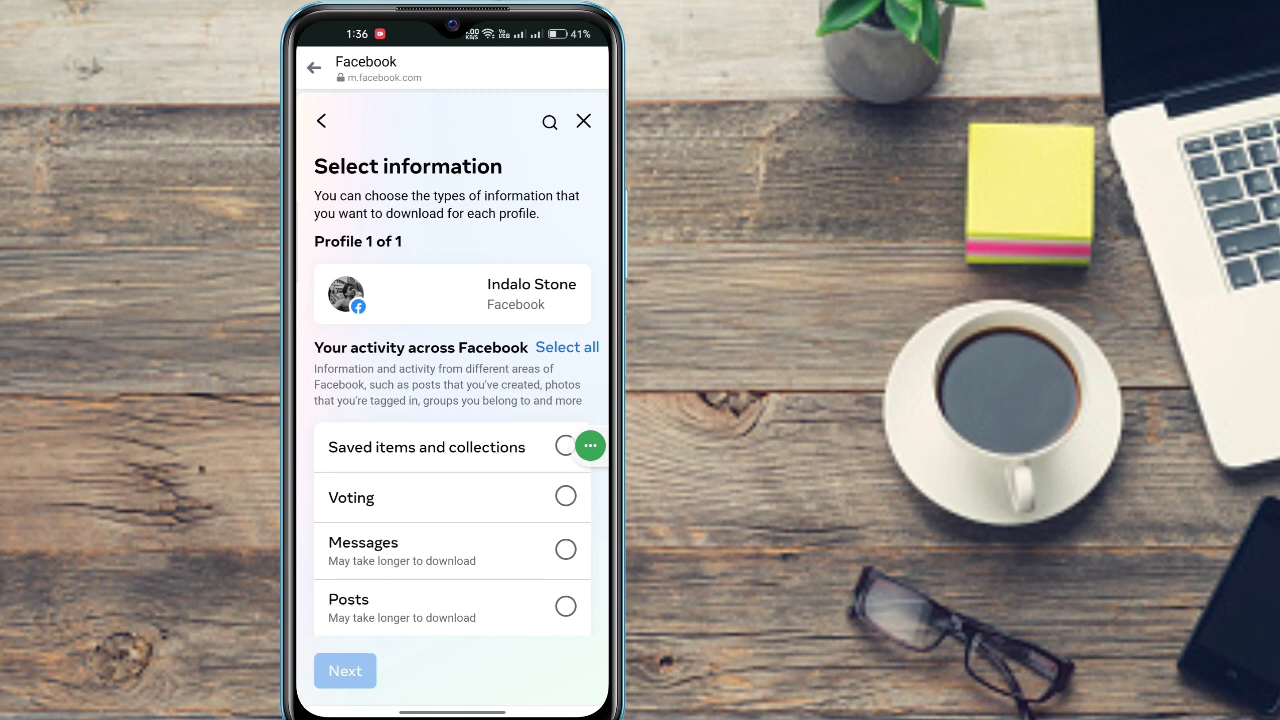 1:36
41%
Facebook
m.facebook.com
Select information
You can choose the types of information that
you want to download for each profile.
Profile 1 of 1
Indalo Stone
Facebook
Your activity across Facebook Select all
Information and activity from different areas of
Facebook, such as posts that you've created, photos
that you're tagged in, groups you belong to and more
Saved items and collections
Voting
Messages
May take longer to download
Posts
May take longer to download
Next